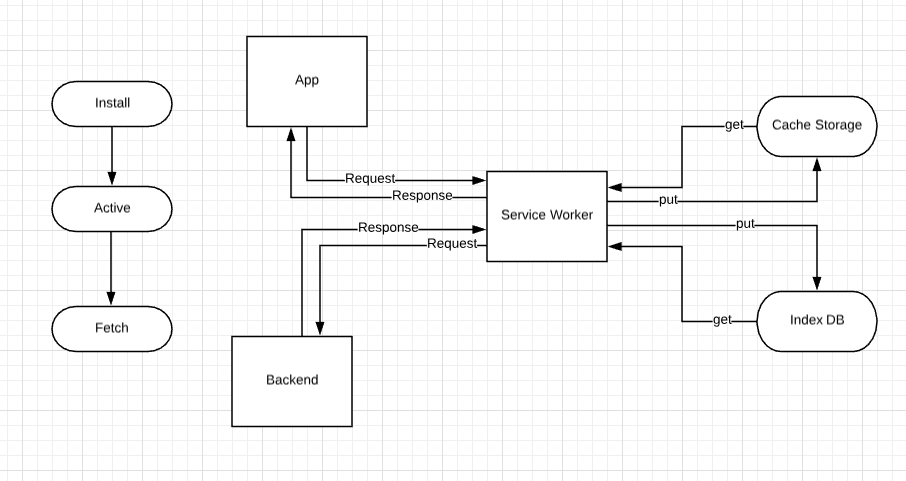 App
Install
Cache Storage
get
Request
Response
put
Active
Service Worker
Response
put
Request
Fetch
get
Index DB
Backend